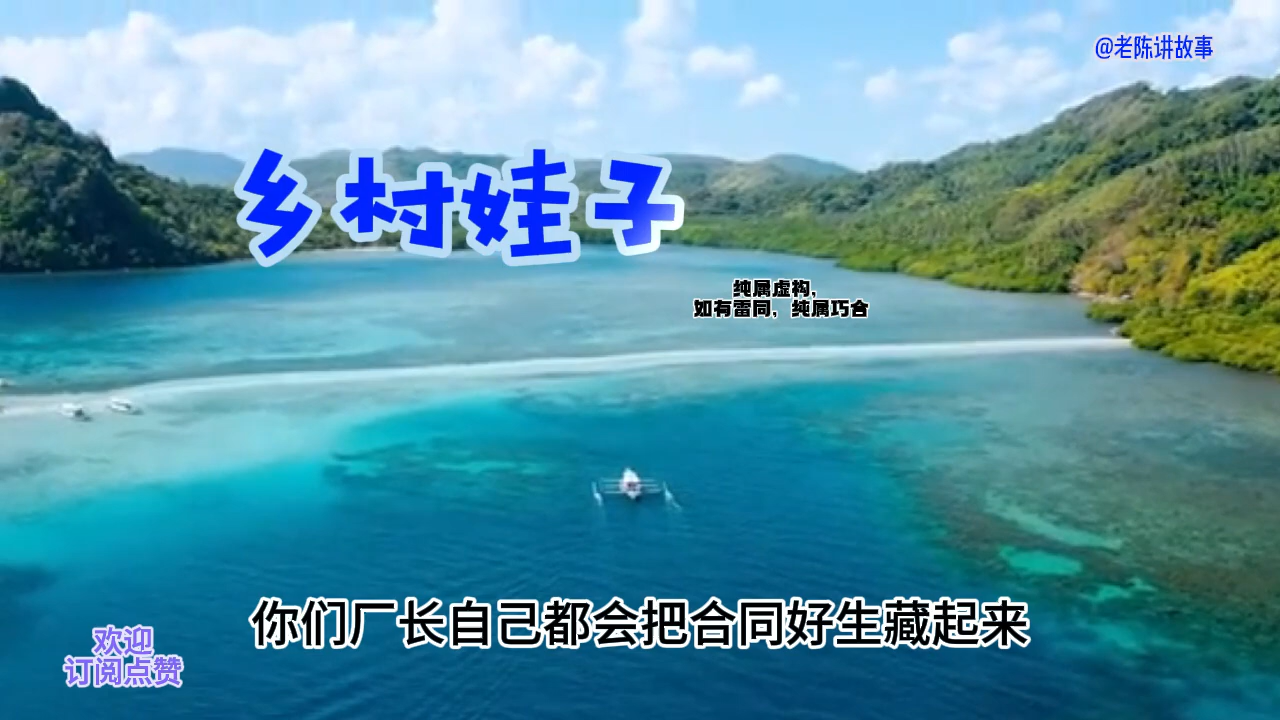 @老陈讲故事
乡村娃子
纯属虚构，
如有雷同，纯属巧合
你们厂长自己都会把合同好生藏起来
欢迎
订阅点赞